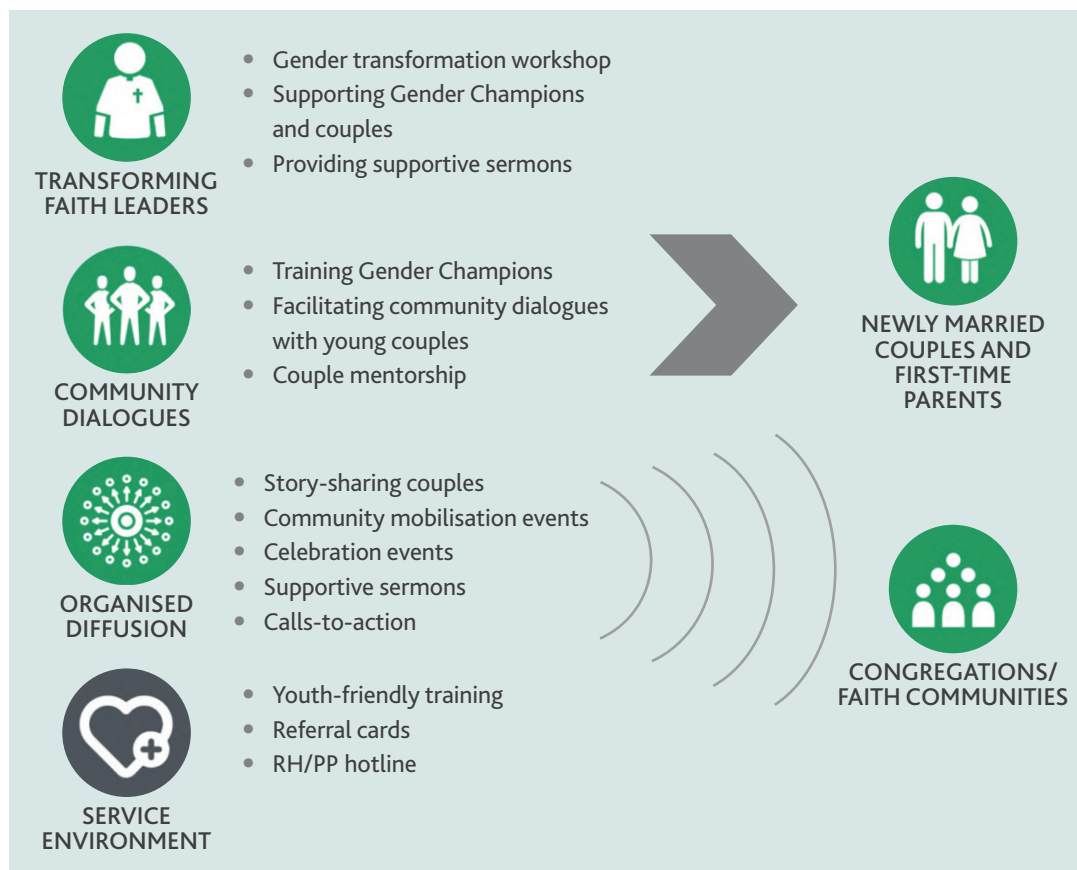 TRANSFORMING
FAITH LEADERS
• Gender transformation workshop
• Supporting Gender Champions
and couples
• Providing supportive sermons
COMMUNITY
DIALOGUES
• Training Gender Champions
• Facilitating community dialogues
with young couples
• Couple mentorship
ORGANISED
DIFFUSION
• Story-sharing couples
• Community mobilisation events
• Celebration events
• Supportive sermons
• Calls-to-action
SERVICE
ENVIRONMENT
• Youth-friendly training
• Referral cards
• RH/PP hotline
NEWLY MARRIED
COUPLES AND
FIRST-TIME
PARENTS
CONGREGATIONS/
FAITH COMMUNITIES